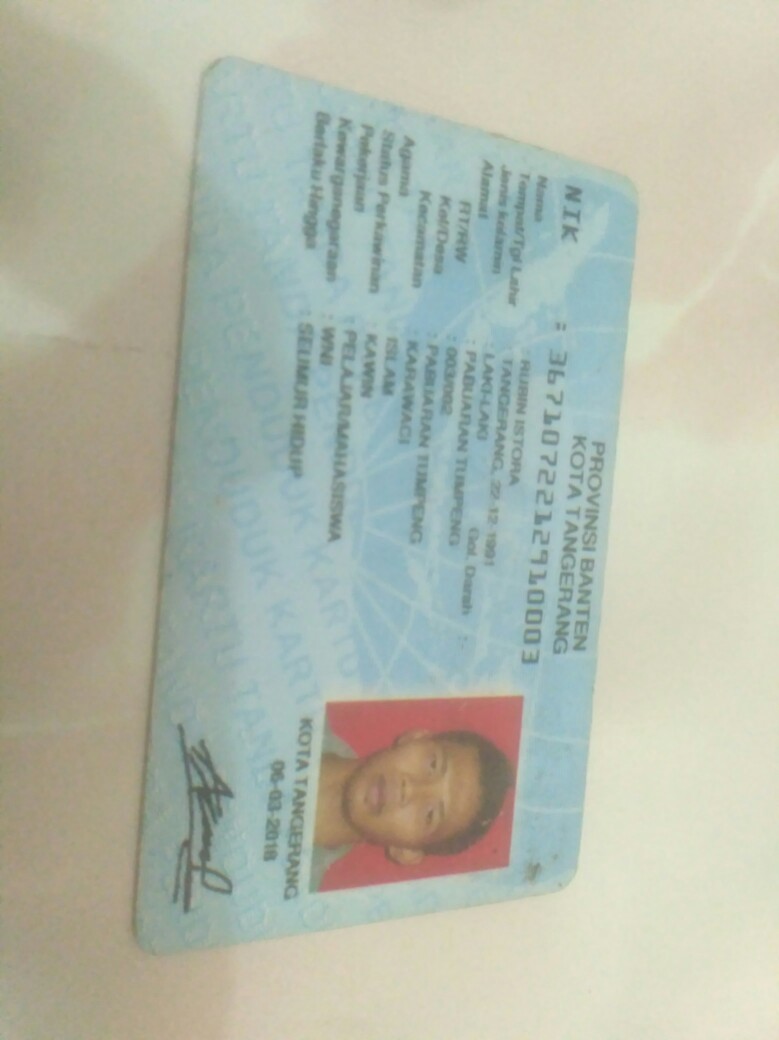 PROVINSI BANTEN
KOTA TANGERANG
NIK : 3671072212910003
Nama : RUBIN ISTORA
Tempat/Tgl Lahir : TANGERANG, 22-12-1991
Jenis kelamin : LAKI-LAKI Gol. Darah :
Alamat : PABUARAN TUMPENG
RT/RW : 003/002
Kel/Desa : PABUARAN TUMPENG
Kecamatan : KARAWACI
Agama : ISLAM
Status Perkawinan : KAWIN
Pekerjaan : PELAJAR/MAHASISWA
Kewarganegaraan : WNI
Berlaku Hingga : SEUMUR HIDUP
KOTA TANGERANG
06-03-2018